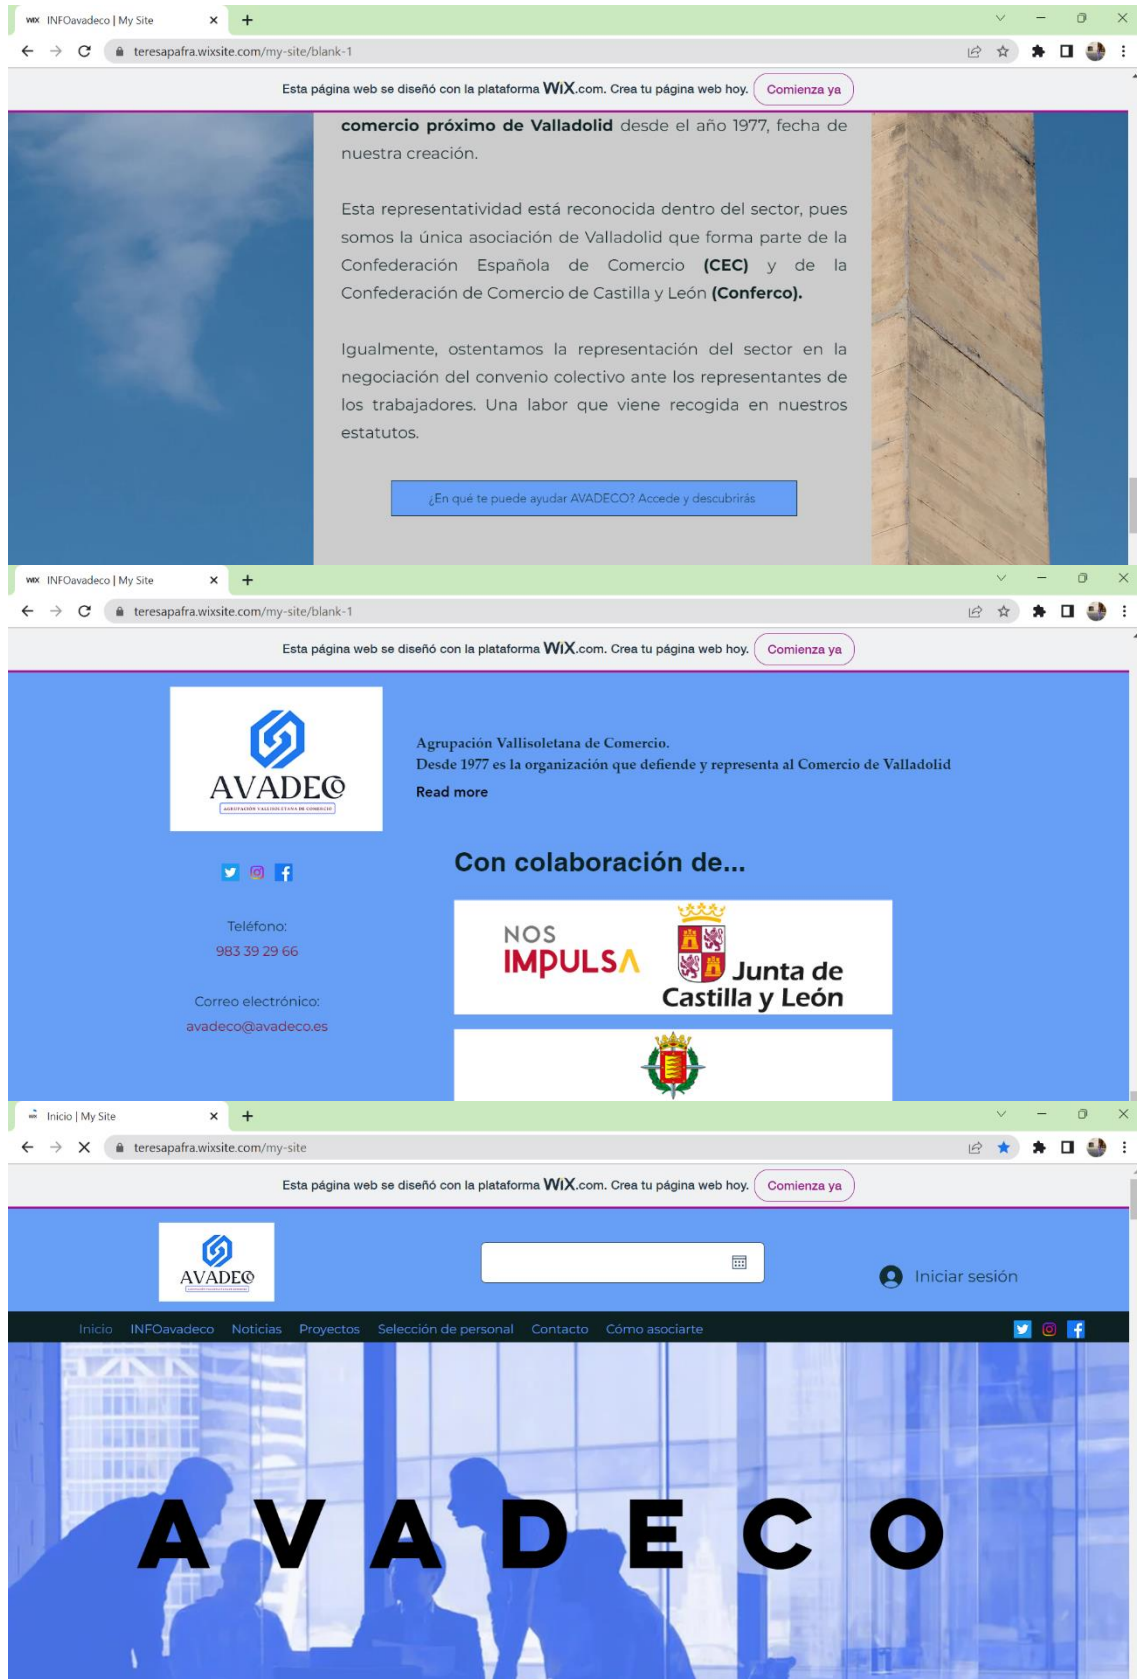 WIX INFOavadeco | My Site
teresapafra.wixsite.com/my-site/blank-1
Esta página web se diseñó con la plataforma WiX.com. Crea tu página web hoy. Comienza ya
comercio próximo de Valladolid desde el año 1977, fecha de
nuestra creación.
Esta representatividad está reconocida dentro del sector, pues
somos la única asociación de Valladolid que forma parte de la
Confederación Española de Comercio (CEC) y de la
Confederación de Comercio de Castilla y León (Conferco).
Igualmente, ostentamos la representación del sector en la
negociación del convenio colectivo ante los representantes de
los trabajadores. Una labor que viene recogida en nuestros
estatutos.
¿En qué te puede ayudar AVADECO? Accede y descubrirás
WIX INFOavadeco | My Site
teresapafra.wixsite.com/my-site/blank-1
Esta página web se diseñó con la plataforma WiX.com. Crea tu página web hoy. Comienza ya
AVADECO
AGRUPACIÓN VALLISOLETANA DE COMERCIO
Agrupación Vallisoletana de Comercio.
Desde 1977 es la organización que defiende y representa al Comercio de Valladolid
Read more
Teléfono:
983 39 29 66
Correo electrónico:
avadeco@avadeco.es
Con colaboración de...
NOS
IMPULSA
Junta de
Castilla y León
WIX Inicio | My Site
teresapafra.wixsite.com/my-site
Esta página web se diseñó con la plataforma WiX.com. Crea tu página web hoy. Comienza ya
AVADECO
Iniciar sesión
Inicio INFOavadeco Noticias Proyectos Selección de personal Contacto Cómo asociarte
AVADECO